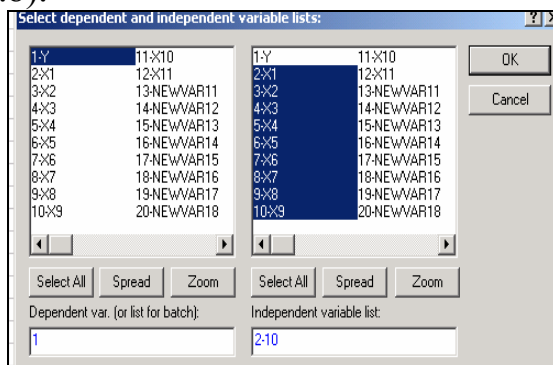 8).
Select dependent and independent variable lists:
1-Y 11-X10
2-X1 12-X11
3-X2 13-NEWVAR11
4-X3 14-NEWVAR12
5-X4 15-NEWVAR13
6-X5 16-NEWVAR14
7-X6 17-NEWVAR15
8-X7 18-NEWVAR16
9-X8 19-NEWVAR17
10-X9 20-NEWVAR18
Select All Spread Zoom
Dependent var. (or list for batch):
1
1-Y 11-X10
2-X1 12-X11
3-X2 13-NEWVAR11
4-X3 14-NEWVAR12
5-X4 15-NEWVAR13
6-X5 16-NEWVAR14
7-X6 17-NEWVAR15
8-X7 18-NEWVAR16
9-X8 19-NEWVAR17
10-X9 20-NEWVAR18
Select All Spread Zoom
Independent variable list:
2-10
OK
Cancel